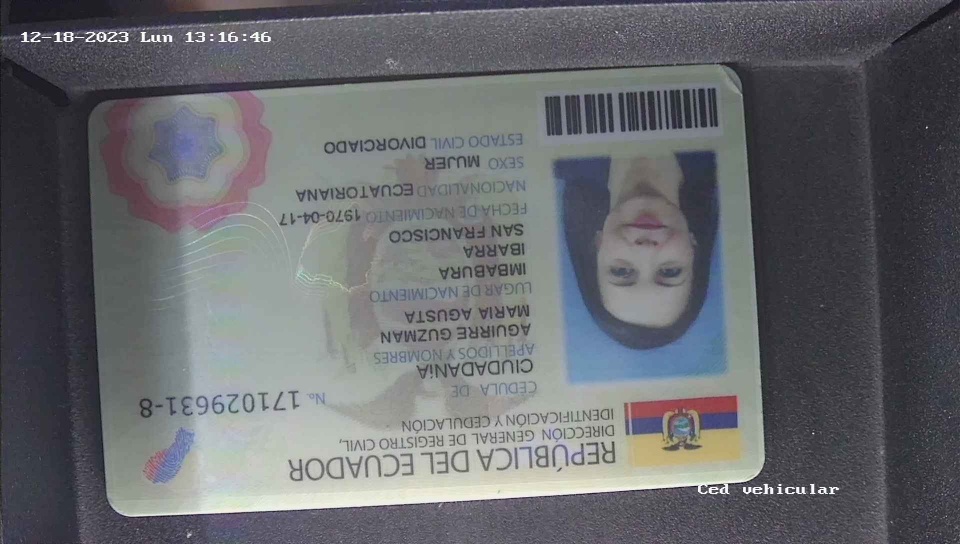 12-18-2023 Lun 13:16:46
REPÚBLICA DEL ECUADOR
DIRECCIÓN GENERAL DE REGISTRO CIVIL,
IDENTIFICACIÓN Y CEDULACIÓN
CÉDULA DE
CIUDADANÍA
No. 171029631-8
APELLIDOS Y NOMBRES
AGUIRRE GUZMAN
MARIA AGUSTA
LUGAR DE NACIMIENTO
IMBABURA
IBARRA
SAN FRANCISCO
FECHA DE NACIMIENTO 1970-04-17
NACIONALIDAD ECUATORIANA
SEXO MUJER
ESTADO CIVIL DIVORCIADO
Ced vehicular